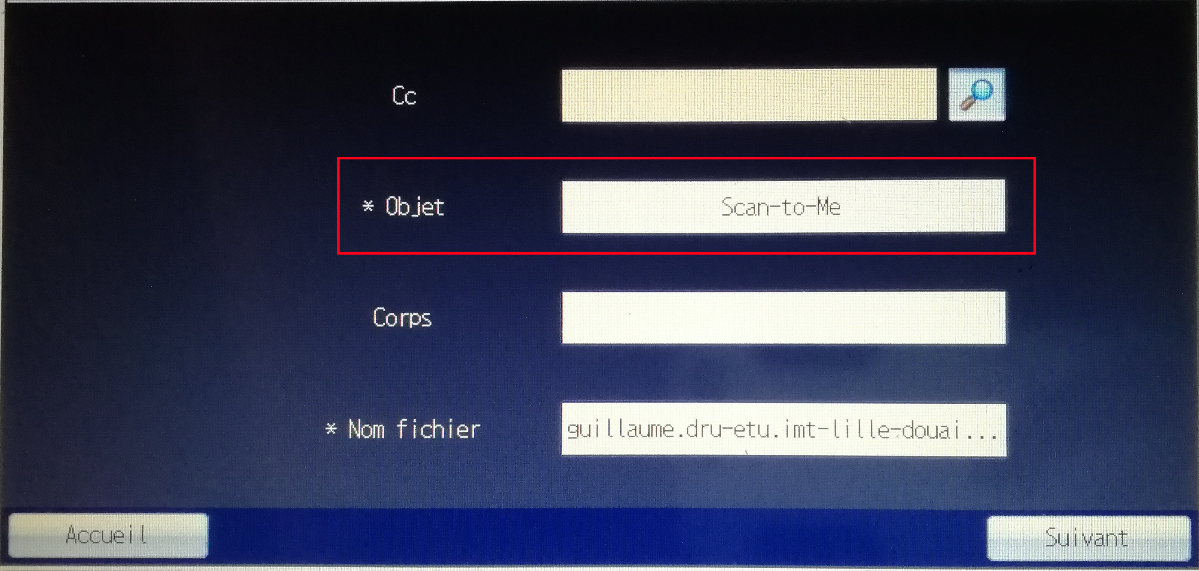 Cc
* Objet Scan-to-Me
Corps
* Nom fichier guillaume.dru-etu.imt-lille-douai...
Accueil Suivant